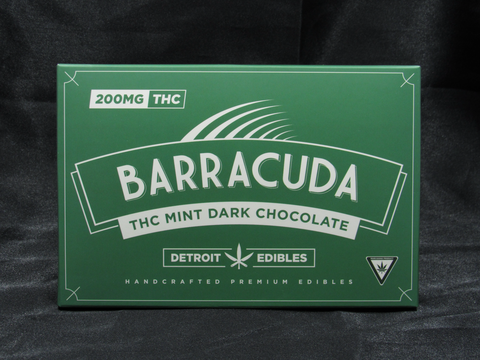 200MG THC
BARRACUDA
THC MINT DARK CHOCOLATE
DETROIT EDIBLES
HANDCRAFTED PREMIUM EDIBLES